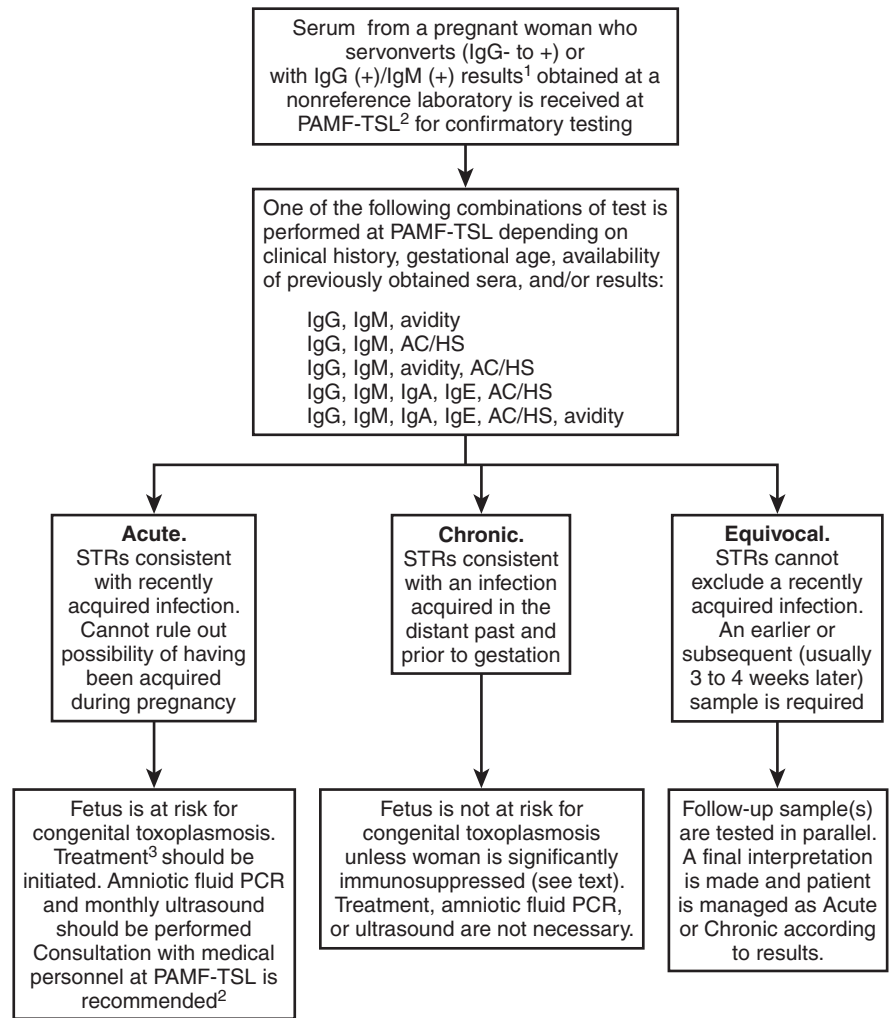 Serum from a pregnant woman who
servonverts (IgG- to +) or
with IgG (+)/IgM (+) results1 obtained at a
nonreference laboratory is received at
PAMF-TSL2 for confirmatory testing
One of the following combinations of test is
performed at PAMF-TSL depending on
clinical history, gestational age, availability
of previously obtained sera, and/or results:
IgG, IgM, avidity
IgG, IgM, AC/HS
IgG, IgM, avidity, AC/HS
IgG, IgM, IgA, IgE, AC/HS
IgG, IgM, IgA, IgE, AC/HS, avidity
Acute.
STRs consistent
with recently
acquired infection.
Cannot rule out
possibility of having
been acquired
during pregnancy
Chronic.
STRs consistent
with an infection
acquired in the
distant past and
prior to gestation
Equivocal.
STRs cannot
exclude a recently
acquired infection.
An earlier or
subsequent (usually
3 to 4 weeks later)
sample is required
Fetus is at risk for
congenital toxoplasmosis.
Treatment3 should be
initiated. Amniotic fluid PCR
and monthly ultrasound
should be performed
Consultation with medical
personnel at PAMF-TSL is
recommended2
Fetus is not at risk for
congenital toxoplasmosis
unless woman is significantly
immunosuppressed (see text).
Treatment, amniotic fluid PCR,
or ultrasound are not necessary.
Follow-up sample(s)
are tested in parallel.
A final interpretation
is made and patient
is managed as Acute
or Chronic according
to results.